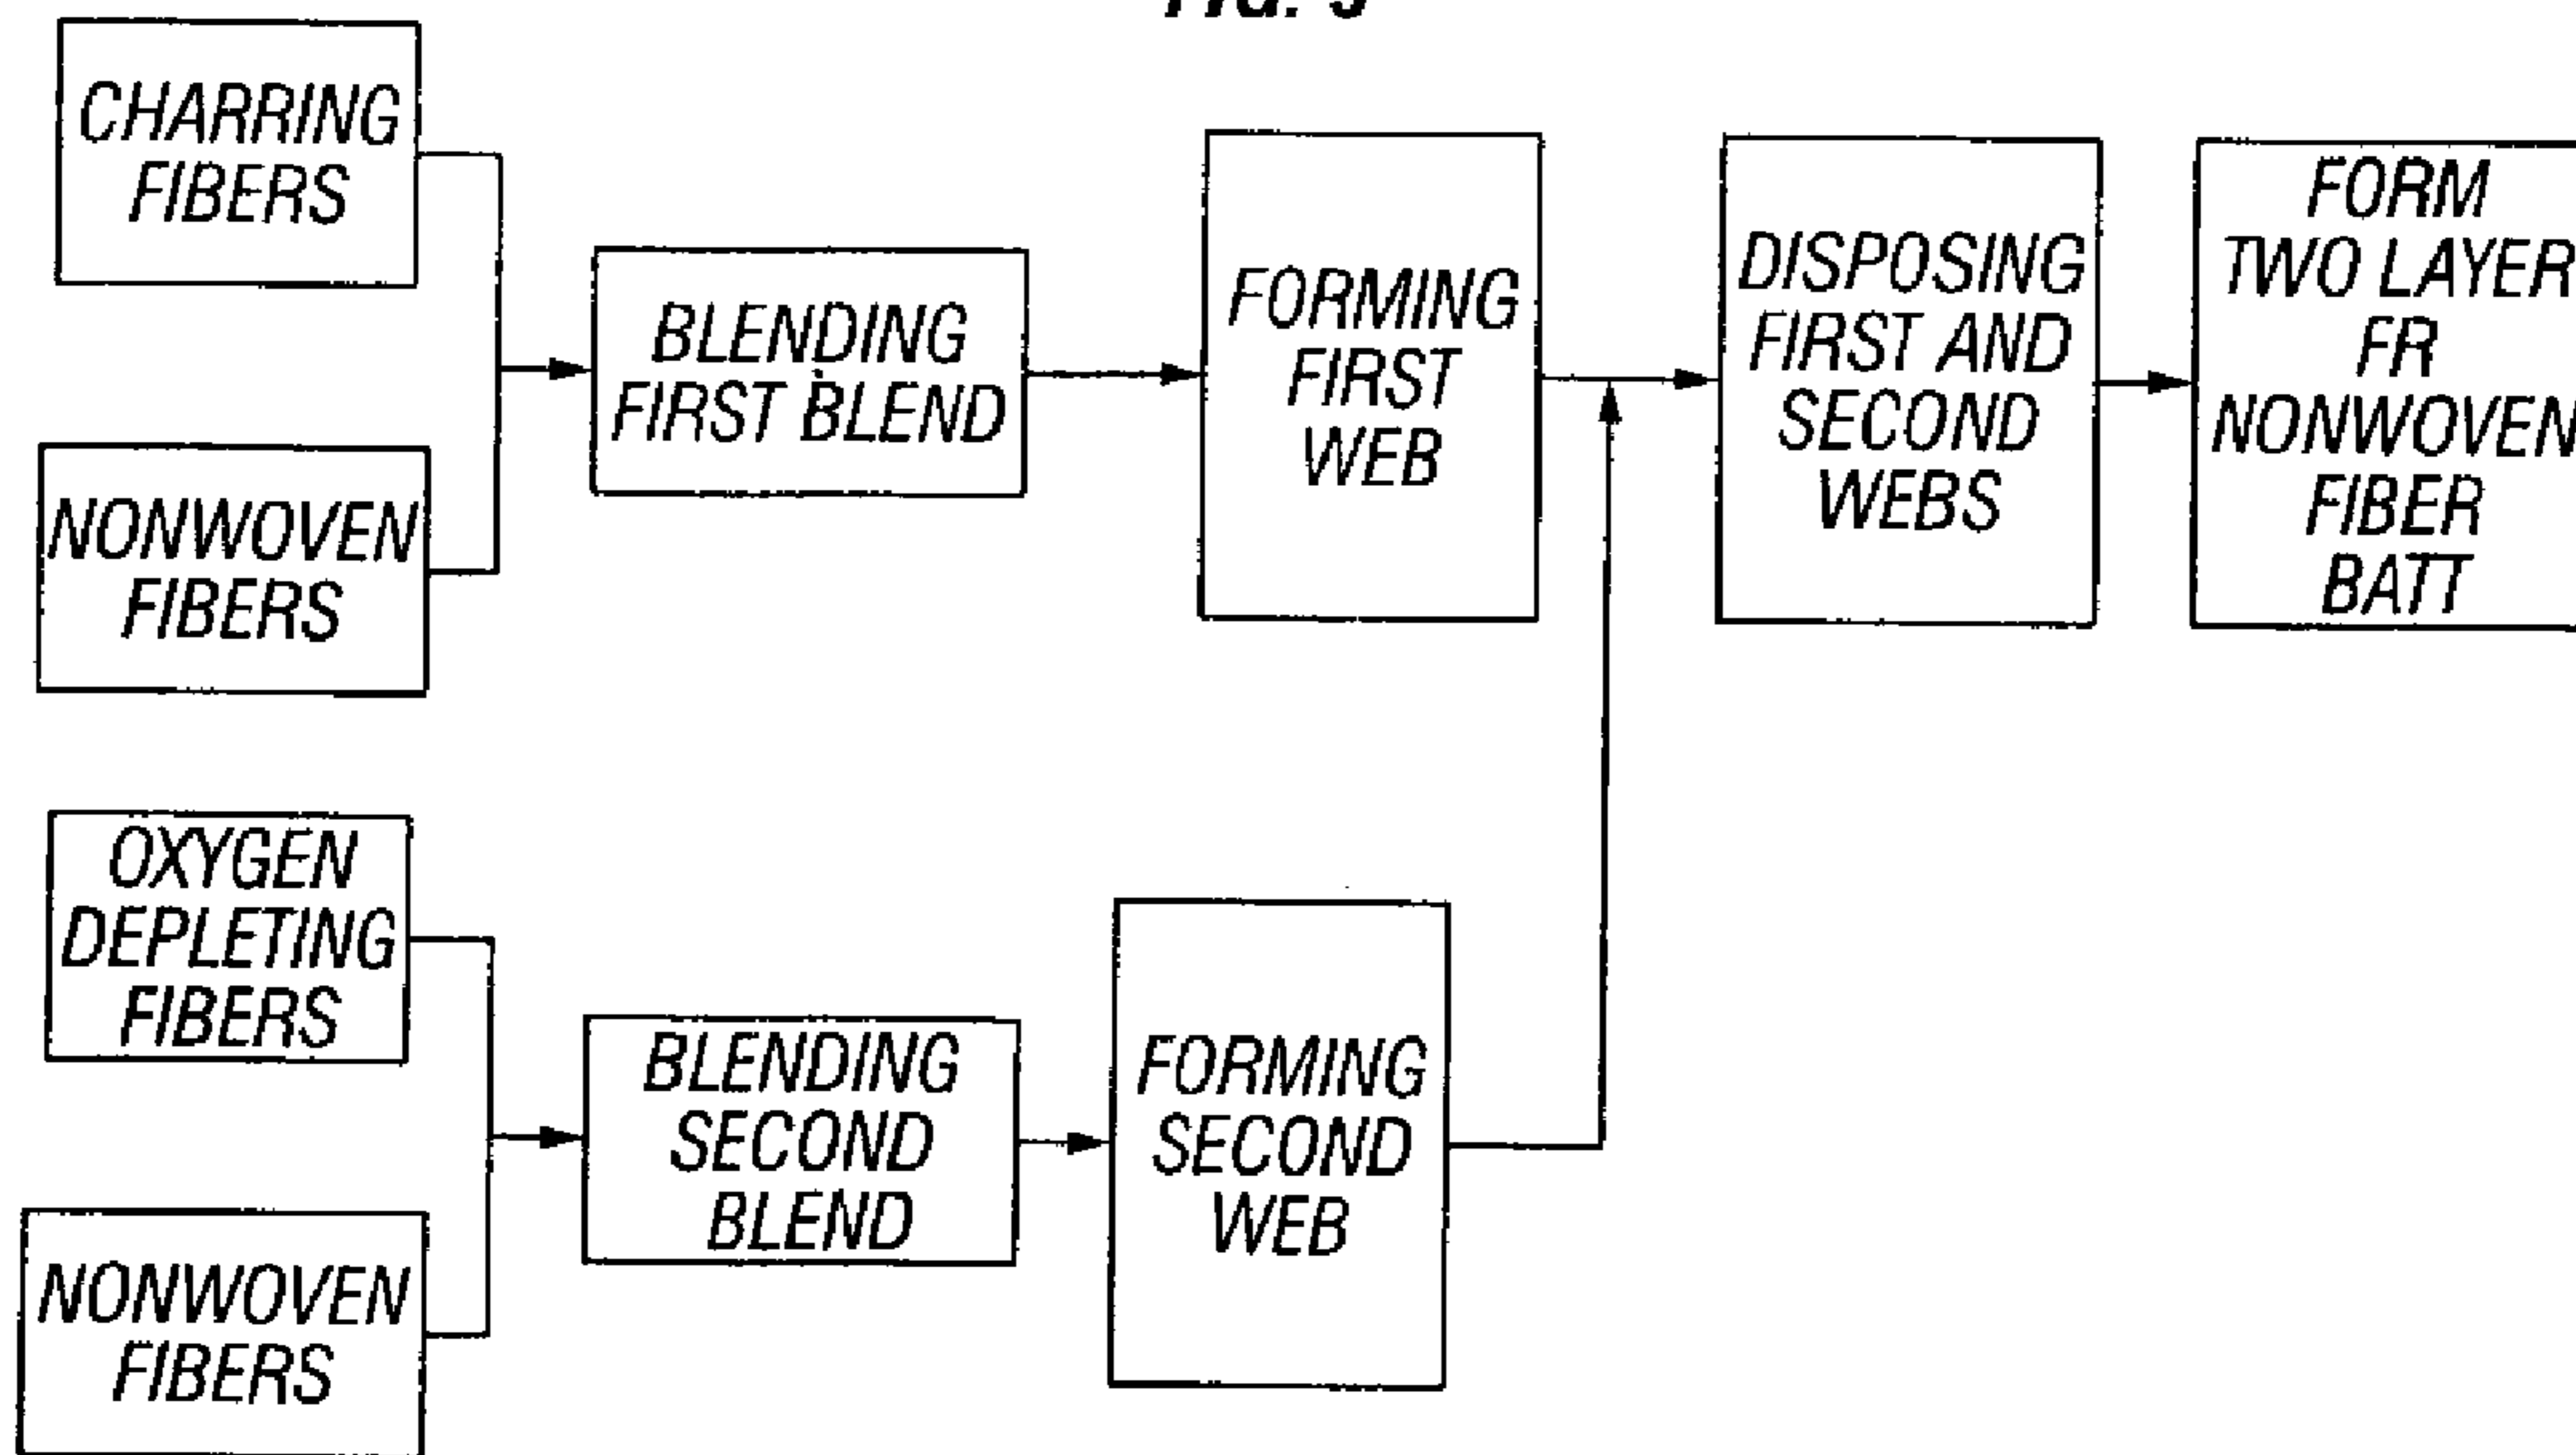 CHARRING
FIBERS
NONWOVEN
FIBERS
BLENDING
FIRST BLEND
FORMING
FIRST
WEB
DISPOSING
FIRST AND
SECOND
WEBS
FORM
TWO LAYER
FR
NONWOVEN
FIBER
BATT
OXYGEN
DEPLETING
FIBERS
NONWOVEN
FIBERS
BLENDING
SECOND
BLEND
FORMING
SECOND
WEB